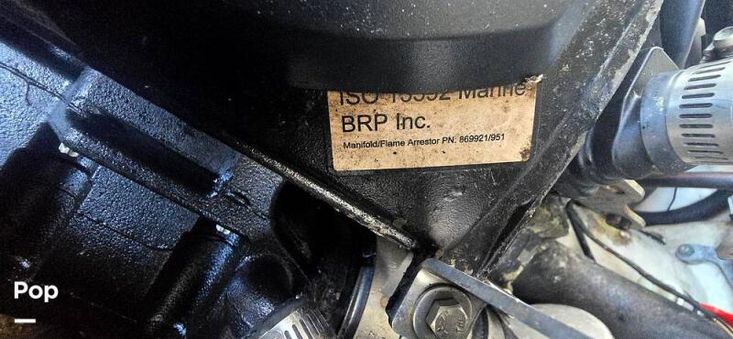 ISO 13592 Marine
BRP Inc.
Manifold/Flame Arrestor PN: 869921/951
Pop